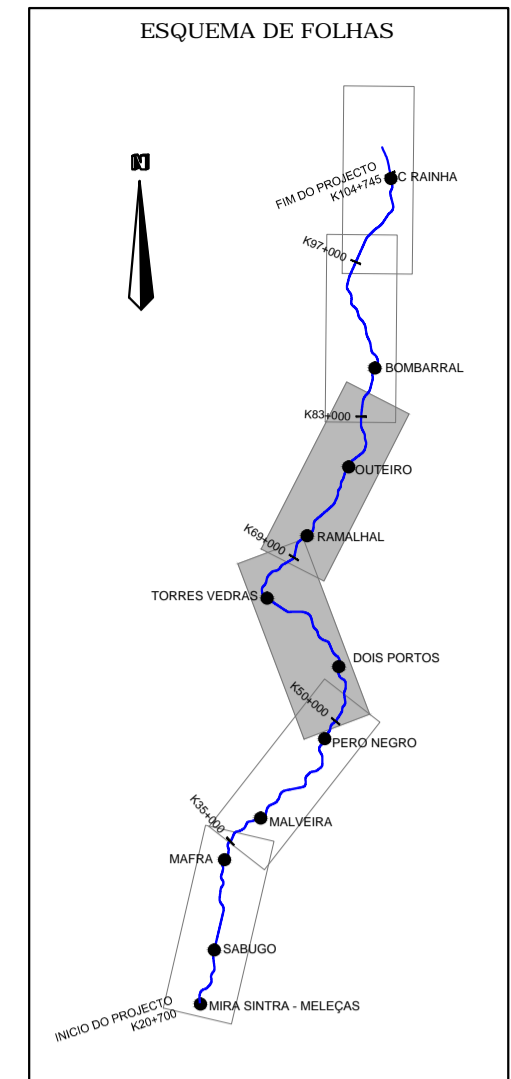 ESQUEMA DE FOLHAS
N
FIM DO PROJECTO
K104+745
C RAINHA
K97+000
BOMBARRAL
K83+000
OUTEIRO
RAMALHAL
K69+000
TORRES VEDRAS
DOIS PORTOS
K50+000
PERO NEGRO
MALVEIRA
K35+000
MAFRA
SABUGO
INICIO DO PROJECTO
K20+700
MIRA SINTRA - MELEÇAS